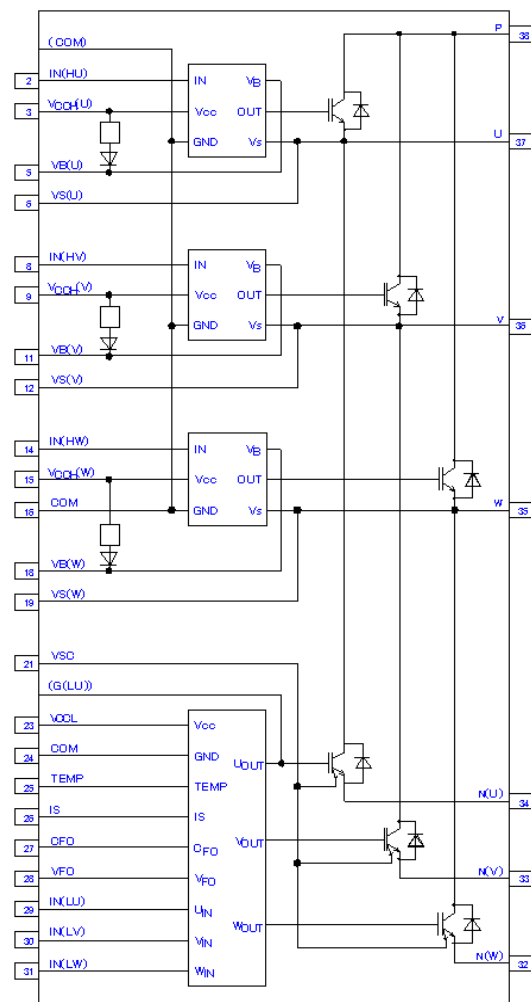 P
38
(COM)
2
IN(HU)
IN
VB
3
VCCH(U)
Vcc
OUT
GND
Vs
U
37
5
VB(U)
6
VS(U)
8
IN(HV)
IN
VB
9
VCCH(V)
Vcc
OUT
GND
Vs
V
36
11
VB(V)
12
VS(V)
14
IN(HW)
IN
VB
15
VCCH(W)
Vcc
OUT
16
COM
GND
Vs
W
35
18
VB(W)
19
VS(W)
21
VSC
(G(LU))
23
VCCL
Vcc
24
COM
GND
UOUT
25
TEMP
TEMP
N(U)
34
26
IS
IS
27
CFO
CFO
VOUT
28
VFO
VFO
N(V)
33
29
IN(LU)
UIN
WOUT
30
IN(LV)
VIN
31
IN(LW)
WIN
N(W)
32